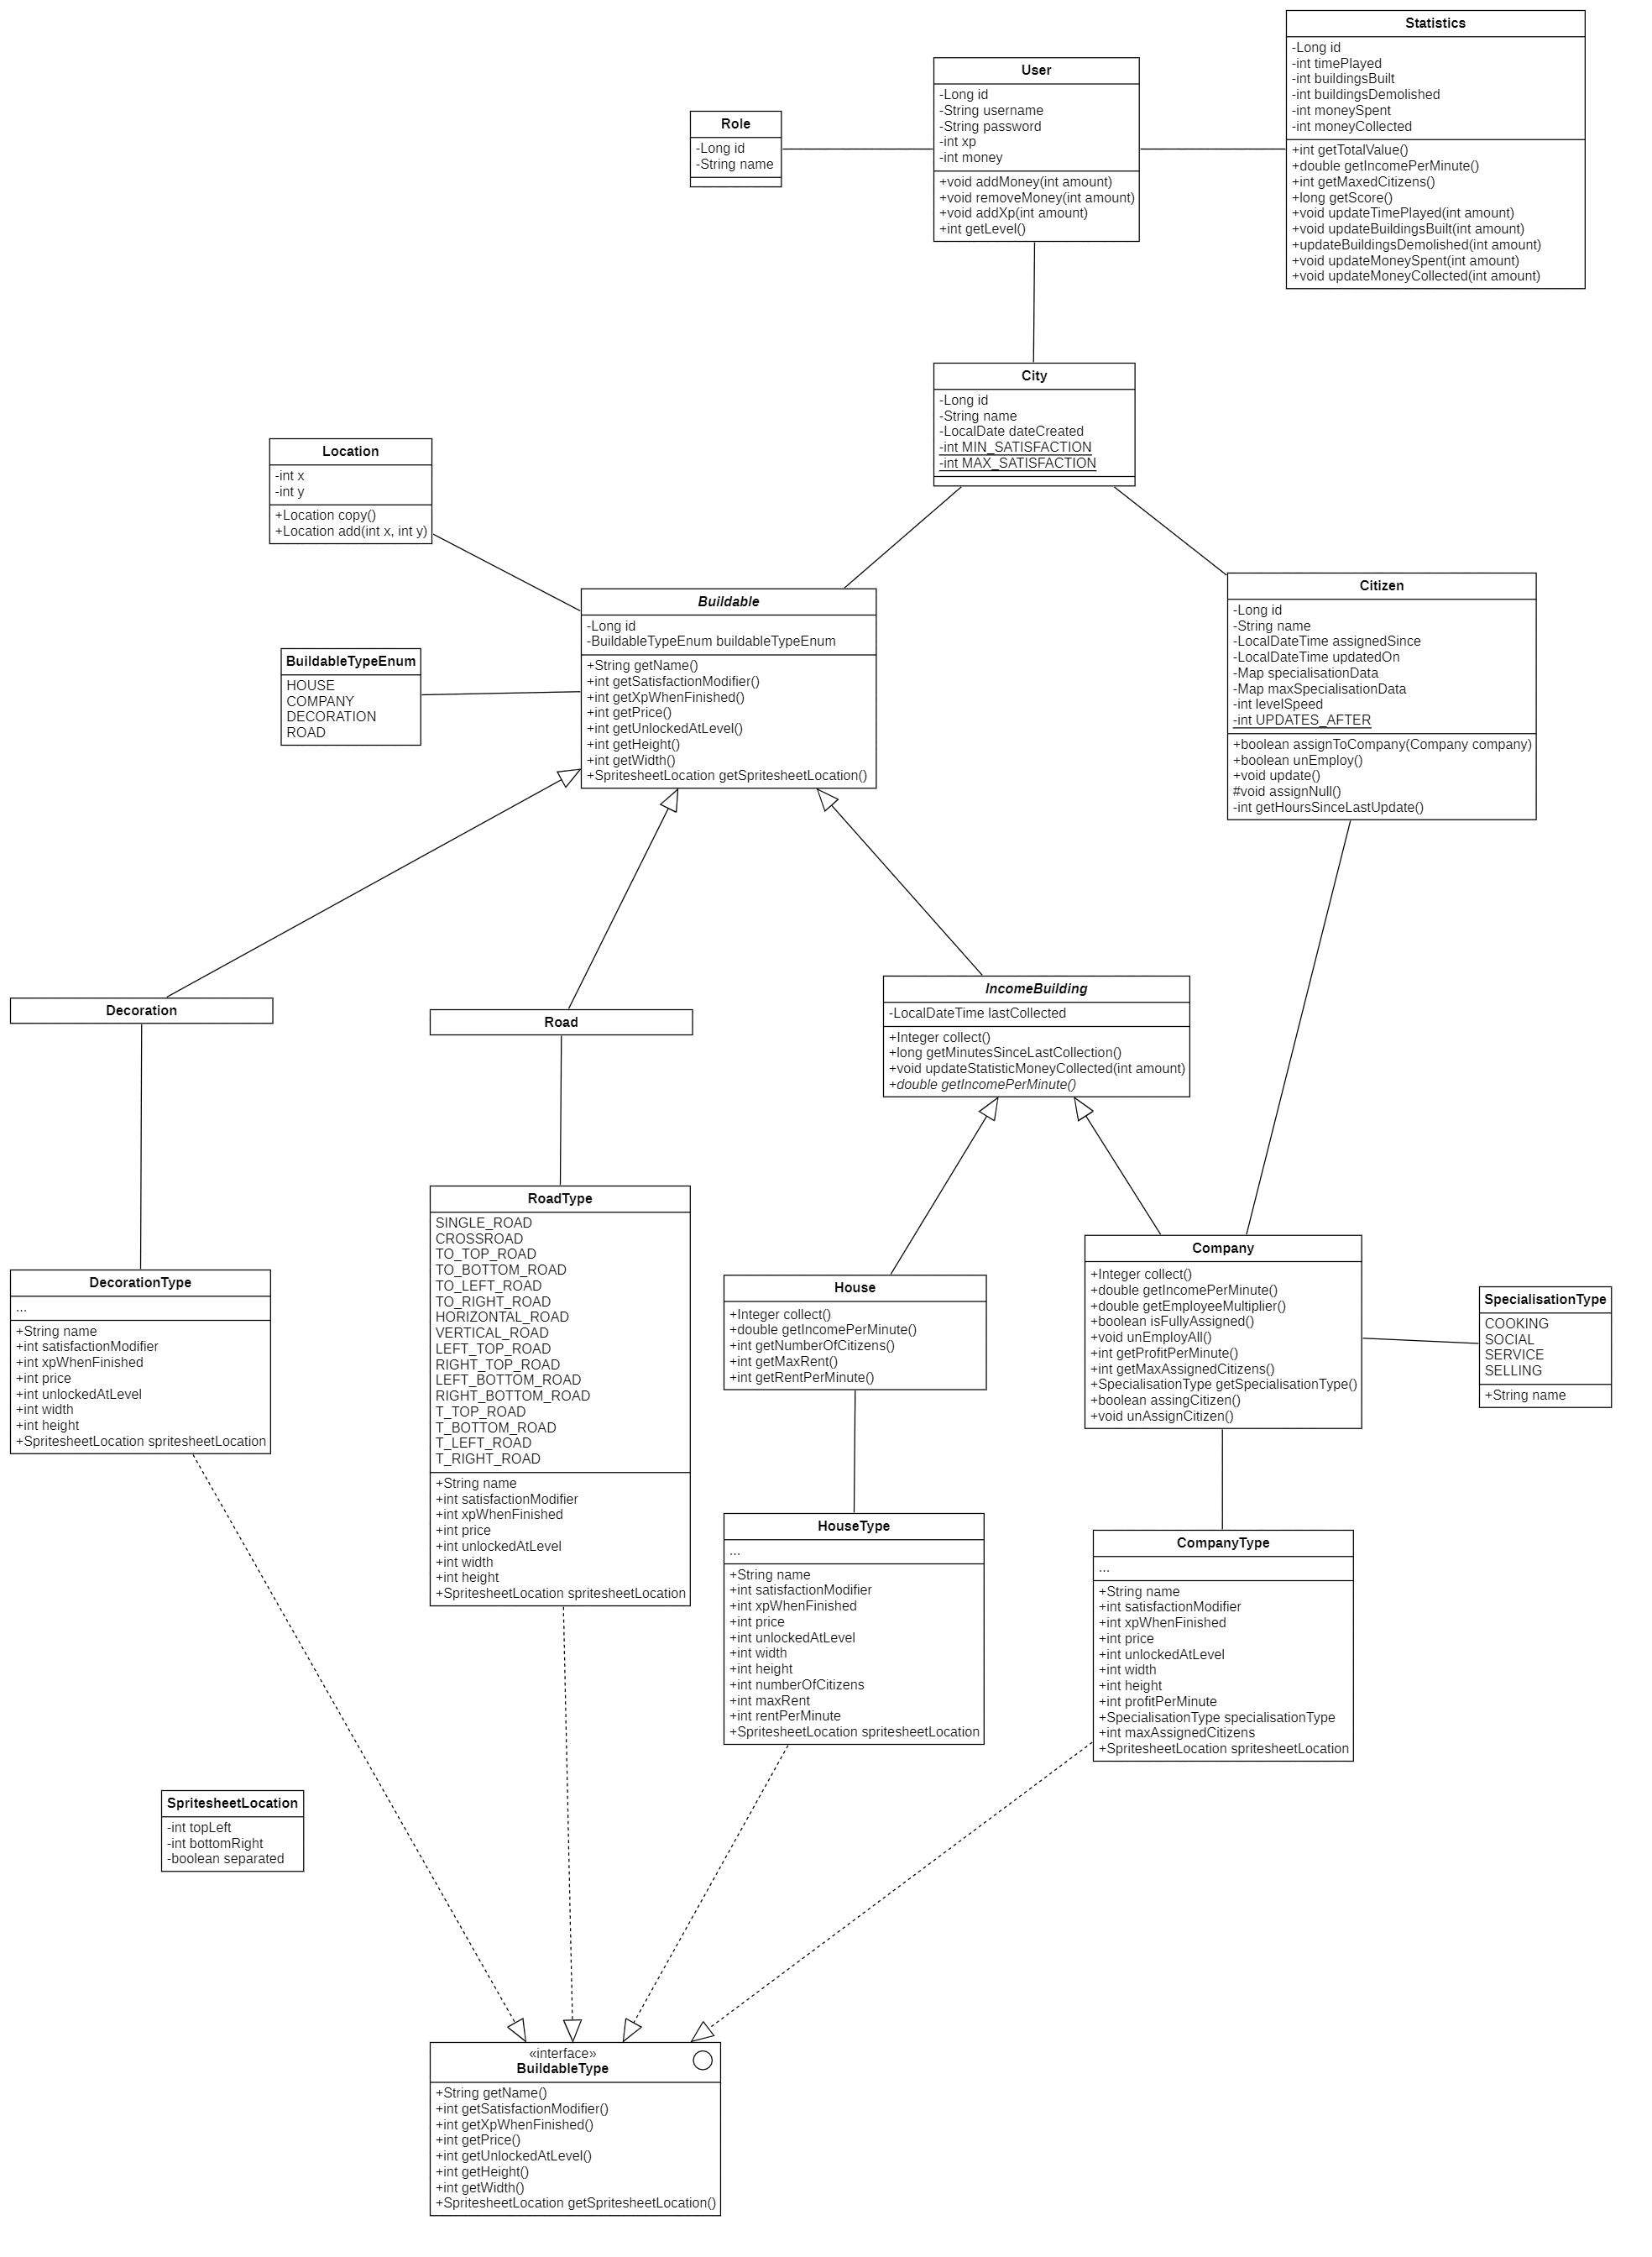 Statistics
-Long id
-int timePlayed
-int buildingsBuilt
-int buildingsDemolished
-int moneySpent
-int moneyCollected
+int getTotalValue()
+double getIncomePerMinute()
+int getMaxedCitizens()
+long getScore()
+void updateTimePlayed(int amount)
+void updateBuildingsBuilt(int amount)
+updateBuildingsDemolished(int amount)
+void updateMoneySpent(int amount)
+void updateMoneyCollected(int amount)
User
-Long id
-String username
-String password
-int xp
-int money
+void addMoney(int amount)
+void removeMoney(int amount)
+void addXp(int amount)
+int getLevel()
Role
-Long id
-String name
City
-Long id
-String name
-LocalDate dateCreated
-int MIN_SATISFACTION
-int MAX_SATISFACTION
Location
-int x
-int y
+Location copy()
+Location add(int x, int y)
Buildable
-Long id
-BuildableTypeEnum buildableTypeEnum
+String getName()
+int getSatisfactionModifier()
+int getXpWhenFinished()
+int getPrice()
+int getUnlockedAtLevel()
+int getHeight()
+int getWidth()
+SpritesheetLocation getSpritesheetLocation()
Citizen
-Long id
-String name
-LocalDateTime assignedSince
-LocalDateTime updatedOn
-Map specialisationData
-Map maxSpecialisationData
-int levelSpeed
-int UPDATES_AFTER
+boolean assignToCompany(Company company)
+boolean unEmploy()
+void update()
#void assignNull()
-int getHoursSinceLastUpdate()
BuildableTypeEnum
HOUSE
COMPANY
DECORATION
ROAD
Decoration
Road
IncomeBuilding
-LocalDateTime lastCollected
+Integer collect()
+long getMinutesSinceLastCollection()
+void updateStatisticMoneyCollected(int amount)
+double getIncomePerMinute()
DecorationType
...
+String name
+int satisfactionModifier
+int xpWhenFinished
+int price
+int unlockedAtLevel
+int width
+int height
+SpritesheetLocation spritesheetLocation
RoadType
SINGLE_ROAD
CROSSROAD
TO_TOP_ROAD
TO_BOTTOM_ROAD
TO_LEFT_ROAD
TO_RIGHT_ROAD
HORIZONTAL_ROAD
VERTICAL_ROAD
LEFT_TOP_ROAD
RIGHT_TOP_ROAD
LEFT_BOTTOM_ROAD
RIGHT_BOTTOM_ROAD
T_TOP_ROAD
T_BOTTOM_ROAD
T_LEFT_ROAD
T_RIGHT_ROAD
+String name
+int satisfactionModifier
+int xpWhenFinished
+int price
+int unlockedAtLevel
+int width
+int height
+SpritesheetLocation spritesheetLocation
House
+Integer collect()
+double getIncomePerMinute()
+int getNumberOfCitizens()
+int getMaxRent()
+int getRentPerMinute()
Company
+Integer collect()
+double getIncomePerMinute()
+double getEmployeeMultiplier()
+boolean isFullyAssigned()
+void unEmployAll()
+int getProfitPerMinute()
+int getMaxAssignedCitizens()
+SpecialisationType getSpecialisationType()
+boolean assingCitizen()
+void unAssignCitizen()
SpecialisationType
COOKING
SOCIAL
SERVICE
SELLING
+String name
HouseType
...
+String name
+int satisfactionModifier
+int xpWhenFinished
+int price
+int unlockedAtLevel
+int width
+int height
+int numberOfCitizens
+int maxRent
+int rentPerMinute
+SpritesheetLocation spritesheetLocation
CompanyType
...
+String name
+int satisfactionModifier
+int xpWhenFinished
+int price
+int unlockedAtLevel
+int width
+int height
+int profitPerMinute
+SpecialisationType specialisationType
+int maxAssignedCitizens
+SpritesheetLocation spritesheetLocation
SpritesheetLocation
-int topLeft
-int bottomRight
-boolean separated
«interface»
BuildableType
+String getName()
+int getSatisfactionModifier()
+int getXpWhenFinished()
+int getPrice()
+int getUnlockedAtLevel()
+int getHeight()
+int getWidth()
+SpritesheetLocation getSpritesheetLocation()